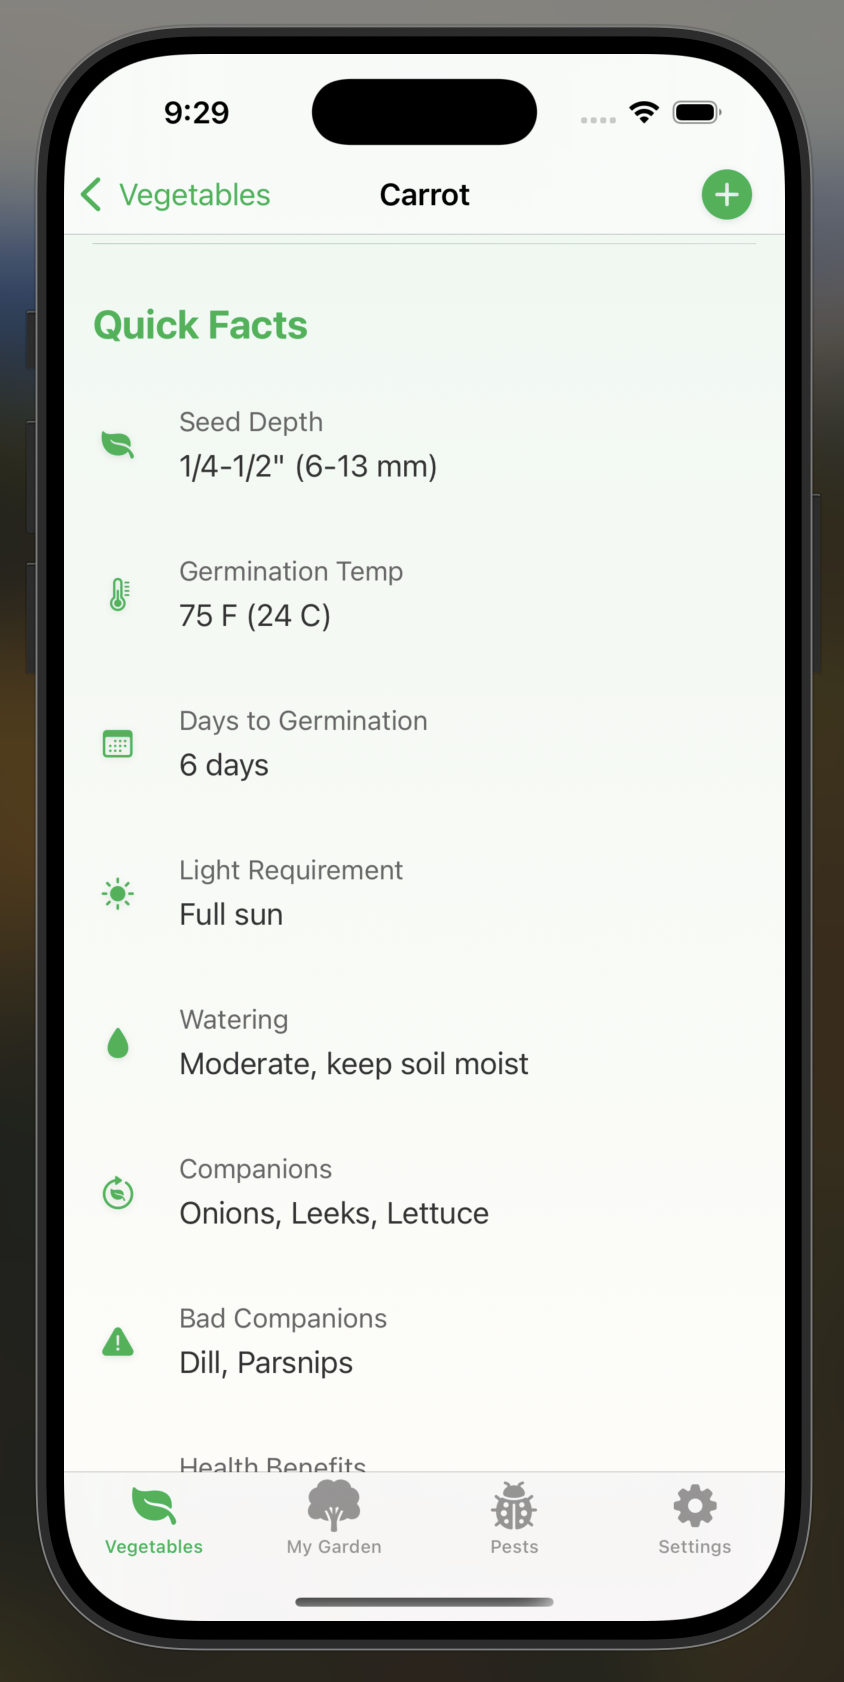 9:29
Vegetables
Carrot
Quick Facts
Seed Depth
1/4-1/2" (6-13 mm)
Germination Temp
75 F (24 C)
Days to Germination
6 days
Light Requirement
Full sun
Watering
Moderate, keep soil moist
Companions
Onions, Leeks, Lettuce
Bad Companions
Dill, Parsnips
Health Benefits
Vegetables
My Garden
Pests
Settings